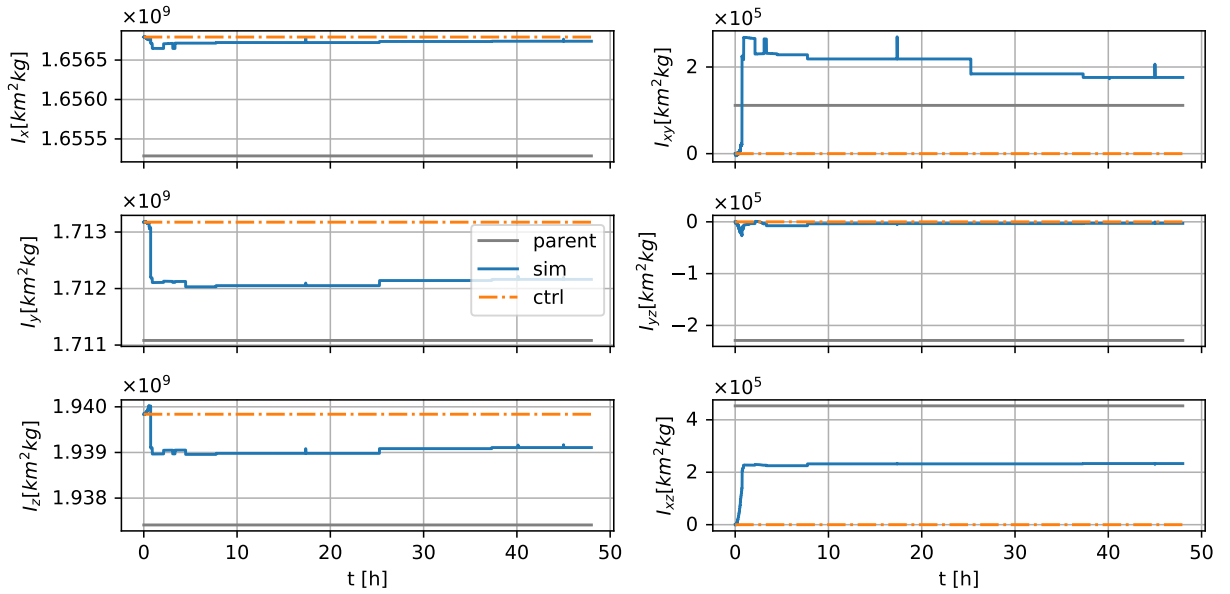 ×10⁹
1.6565
1.6560
1.6555
I_x[km²kg]
×10⁵
2
0
I_xy[km²kg]
×10⁹
1.713
1.712
1.711
I_y[km²kg]
parent
sim
ctrl
×10⁵
0
−1
−2
I_yz[km²kg]
×10⁹
1.940
1.939
1.938
I_z[km²kg]
0 10 20 30 40 50
t [h]
×10⁵
4
2
0
I_xz[km²kg]
0 10 20 30 40 50
t [h]